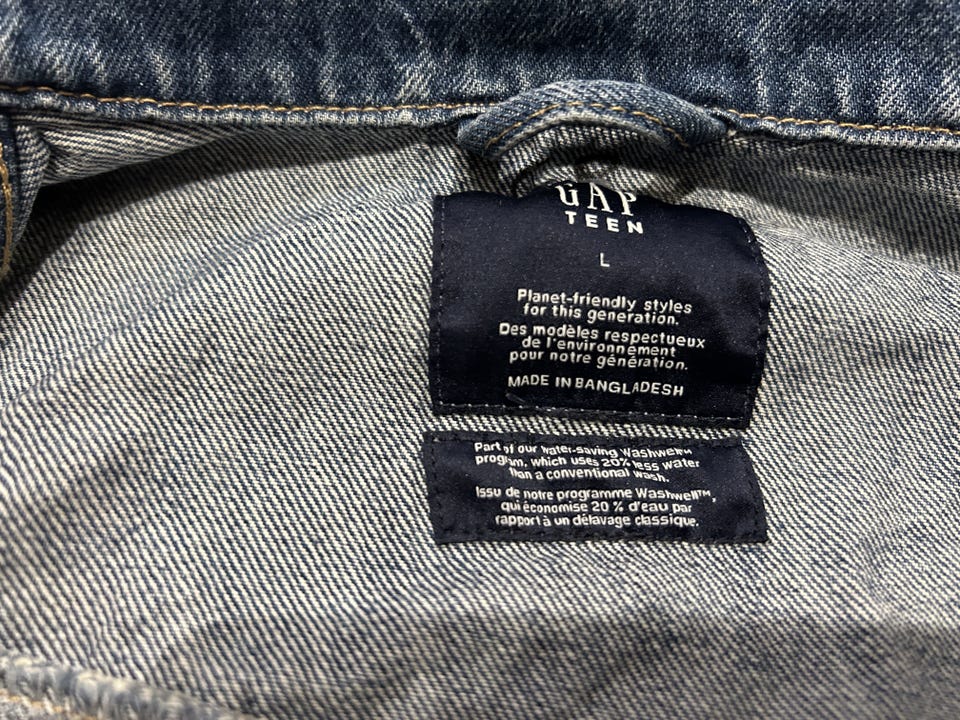 GAP
TEEN
L
Planet-friendly styles
for this generation.
Des modèles respectueux
de l'environnement
pour notre génération.
MADE IN BANGLADESH
Part of our water-saving Washwell™
program, which uses 20% less water
than a conventional wash.
Issu de notre programme Washwell™,
qui économise 20 % d'eau par
rapport à un délavage classique.